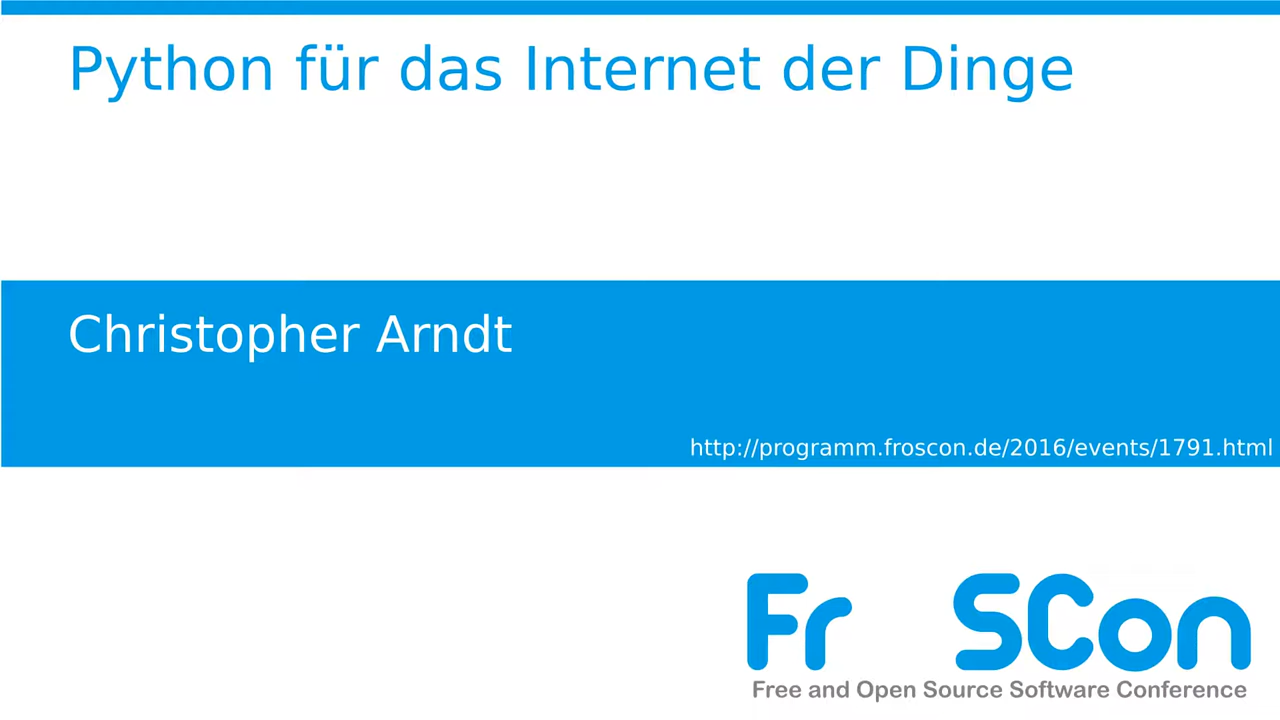 Python für das Internet der Dinge
Christopher Arndt
http://programm.froscon.de/2016/events/1791.html
Fr SCon
Free and Open Source Software Conference